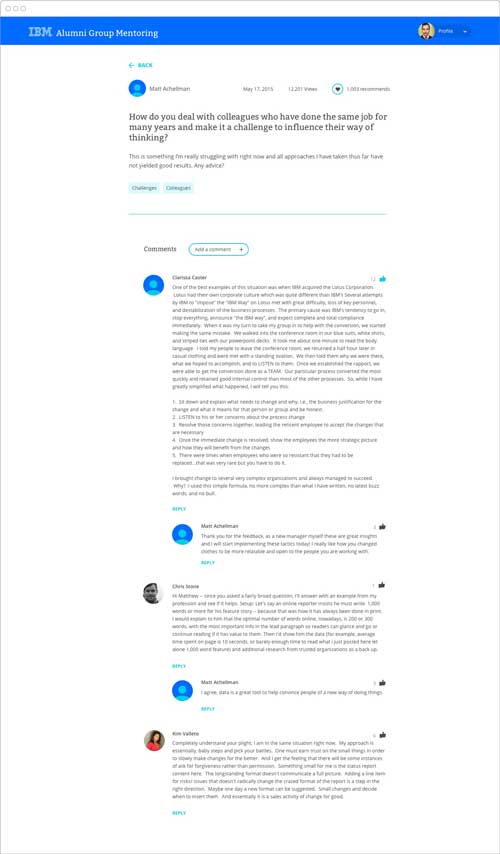 IBM Alumni Group Mentoring
Profile
BACK
Matt Achellman
May 17, 2015
12,201 Views
1,003 recommends
How do you deal with colleagues who have done the same job for
many years and make it a challenge to influence their way of
thinking?
This is something I'm really struggling with right now and all approaches I have taken thus far have
not yielded good results. Any advice?
Challenges
Colleagues
Comments
Add a comment +
Clarissa Caster
12
One of the best examples of this situation was when IBM acquired the Lotus Corporation.
Lotus had their own corporate culture which was quite different than IBM's Several attempts
by IBM to "impose" the "IBM Way" on Lotus met with great difficulty, loss of key personnel,
and destabilization of the business processes. The primary cause was IBM's tendency to go in,
stop everything, announce "the IBM way", and expect complete and total compliance
immediately. When it was my turn to take my group in to help with the conversion, we started
making the same mistake. We walked into the conference room in our blue suits, white shirts,
and striped ties with our powerpoint decks. It took me about one minute to read the body
language. I told my people to leave the conference room; we returned a half hour later in
casual clothing and were met with a standing ovation. We then told them why we were there,
what we hoped to accomplish, and to LISTEN to them. Once we established the rapport, we
were able to get the conversion done as a TEAM. Our particular process converted the most
quickly and retained good internal control than most of the other processes. So, while I have
greatly simplified what happened, I will tell you this:
1. Sit down and explain what needs to change and why, i.e., the business justification for the
change and what it means for that person or group and be honest.
2. LISTEN to his or her concerns about the process change
3. Resolve those concerns together, leading the reticent employee to accept the changes that
are necessary
4. Once the immediate change is resolved, show the employees the more strategic picture
and how they will benefit from the changes
5. There were times when employees who were so resistant that they had to be
replaced...that was very rare but you have to do it.
I brought change to several very complex organizations and always managed to succeed.
Why? I used this simple formula, no more complex than what I have written, no latest buzz
words, and no bull.
REPLY
Matt Achellman
Thank you for the feedback, as a new manager myself these are great insights
and I will start implementing these tactics today! I really like how you changed
clothes to be more relatable and open to the people you are working with.
REPLY
Chris Stone
1
Hi Matthew – since you asked a fairly broad question, I'll answer with an example from my
profession and see if it helps. Setup: Let's say an online reporter insists he must write 1,000
words or more for his feature story – because that was how it has always been done in print.
I would explain to him that the optimal number of words online, nowadays, is 200 or 300
words, with the most important info in the lead paragraph so readers can glance and go or
continue reading if it has value to them. Then I'd show him the data (for example, average
time spent on page is 10 seconds, or barely enough time to read what I just posted here let
alone 1,000 word feature) and additional research from trusted organizations as a back up.
REPLY
Matt Achellman
I agree, data is a great tool to help convince people of a new way of doing things.
REPLY
Kim Valleto
Completely understand your plight; I am in the same situation right now. My approach is
essentially, baby steps and pick your battles. One must earn trust on the small things in order
to slowly make changes for the better. And I get the feeling that there will be some instances
of ask for forgiveness rather than permission. Something small for me is the status report
content here. The longstanding format doesn't communicate a full picture. Adding a line item
for risks/ issues that doesn't radically change the crazed format of the report is a step in the
right direction. Maybe one day a new format can be suggested. Small changes and decide
when to insert them. And essentially it is a sales activity of change for good.
REPLY